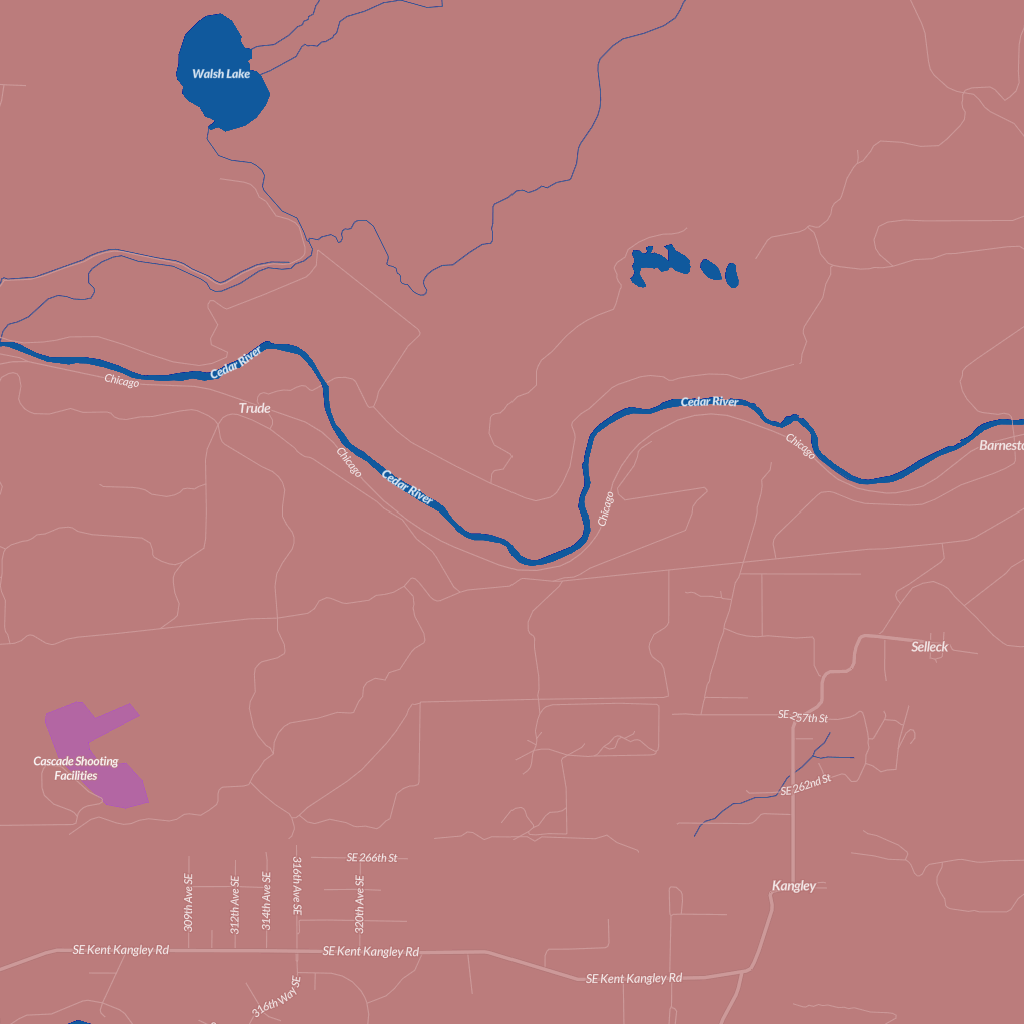 Walsh Lake
Cedar River
Chicago
Trude
Cedar River
Chicago
Barnesto
Chicago
Cedar River
Chicago
Selleck
SE 257th St
Cascade Shooting
Facilities
SE 262nd St
SE 266th St
309th Ave SE
312th Ave SE
314th Ave SE
316th Ave SE
320th Ave SE
Kangley
SE Kent Kangley Rd
SE Kent Kangley Rd
SE Kent Kangley Rd
316th Way SE